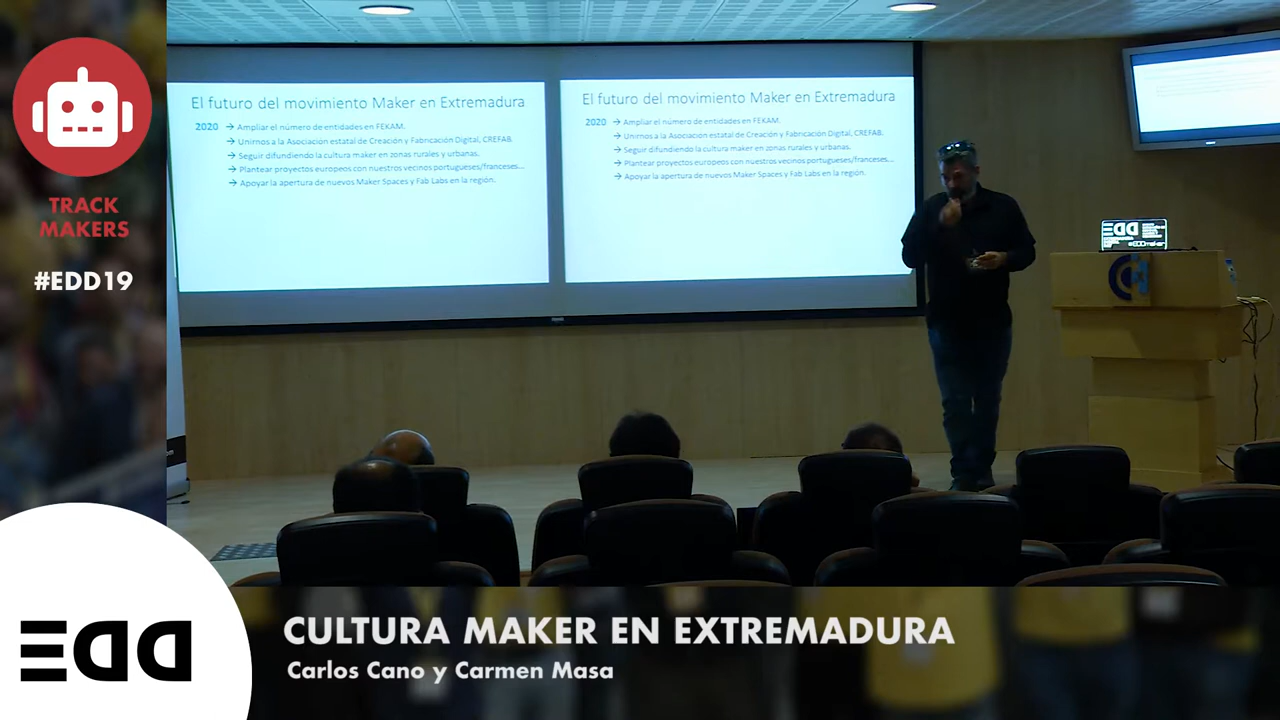 TRACK
MAKERS
#EDD19
El futuro del movimiento Maker en Extremadura
2020 → Ampliar el número de entidades en FEKAM.
→ Unirnos a la Asociacion estatal de Creación y Fabricación Digital, CREFAB.
→ Seguir difundiendo la cultura maker en zonas rurales y urbanas.
→ Plantear proyectos europeos con nuestros vecinos portugueses/franceses...
→ Apoyar la apertura de nuevos Maker Spaces y Fab Labs en la región.
El futuro del movimiento Maker en Extremadura
2020 → Ampliar el número de entidades en FEKAM.
→ Unirnos a la Asociacion estatal de Creación y Fabricación Digital, CREFAB.
→ Seguir difundiendo la cultura maker en zonas rurales y urbanas.
→ Plantear proyectos europeos con nuestros vecinos portugueses/franceses...
→ Apoyar la apertura de nuevos Maker Spaces y Fab Labs en la región.
EDD
EDD
CULTURA MAKER EN EXTREMADURA
Carlos Cano y Carmen Masa